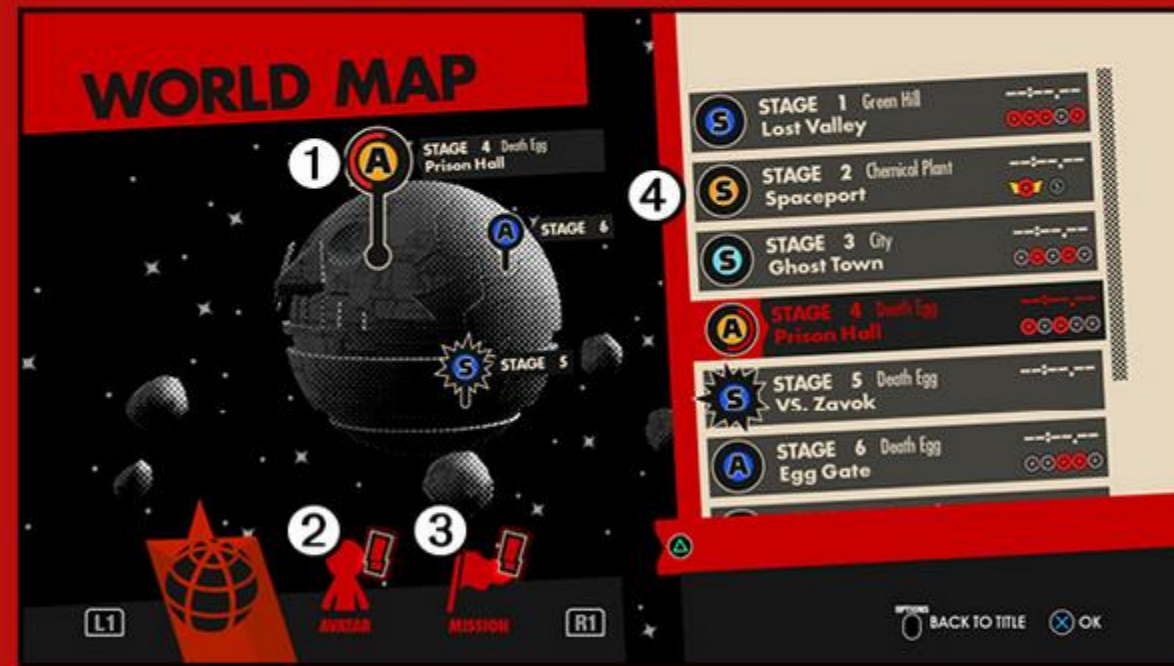 WORLD MAP
1
A
STAGE 4 Death Egg
Prison Hall
A
STAGE 6
S
STAGE 5
2
3
L1
AVATAR
MISSION
R1
4
S
STAGE 1 Green Hill
Lost Valley
--:--.--
S
STAGE 2 Chemical Plant
Spaceport
--:--.--
S
STAGE 3 City
Ghost Town
--:--.--
A
STAGE 4 Death Egg
Prison Hall
--:--.--
S
STAGE 5 Death Egg
VS. Zavok
--:--.--
A
STAGE 6 Death Egg
Egg Gate
--:--.--
OPTIONS
BACK TO TITLE
OK